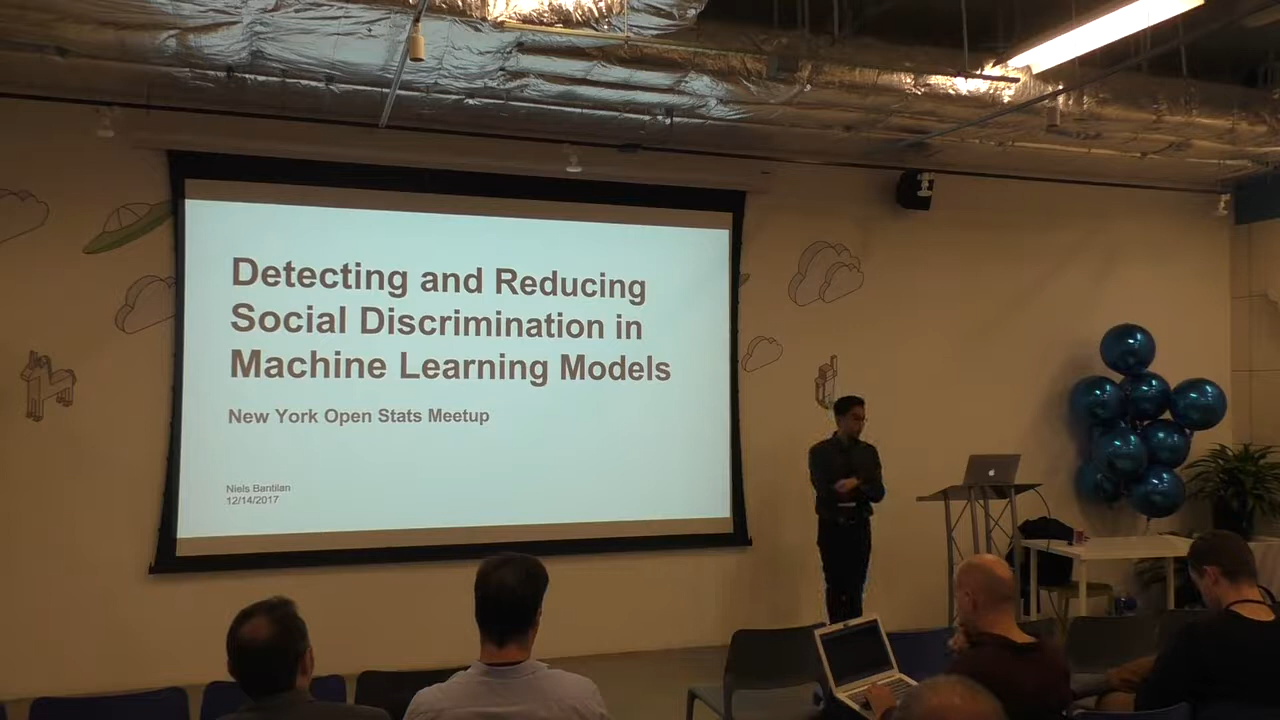 Detecting and Reducing
Social Discrimination in
Machine Learning Models
New York Open Stats Meetup
Niels Bantilan
12/14/2017